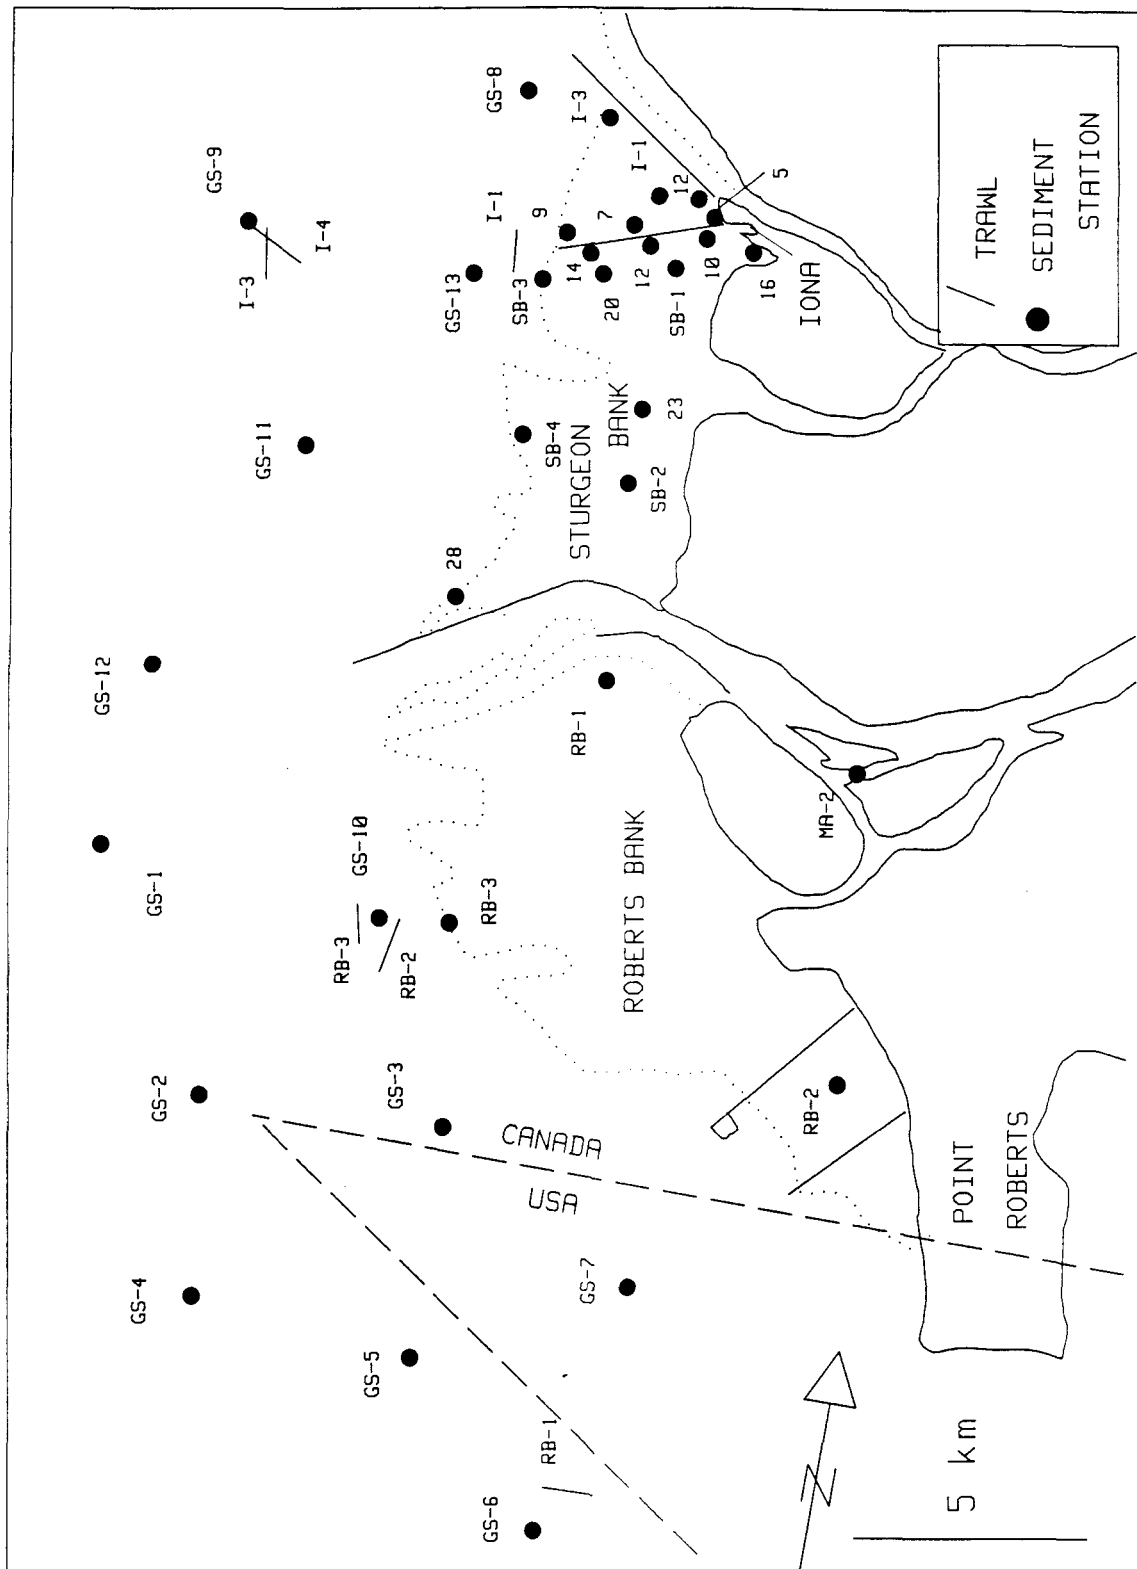 GS-8
GS-9
I-3
I-4
I-3
I-1
I-1
12
5
9
7
GS-13
SB-3
14
20
12
SB-1
10
16
IONA
GS-11
SB-4
STURGEON
BANK
23
SB-2
28
GS-12
RB-1
MA-2
GS-1
GS-10
RB-3
RB-2
RB-3
ROBERTS BANK
GS-2
GS-3
CANADA
USA
RB-2
POINT
ROBERTS
GS-4
GS-5
GS-7
RB-1
GS-6
N
5 km
TRAWL
SEDIMENT
STATION